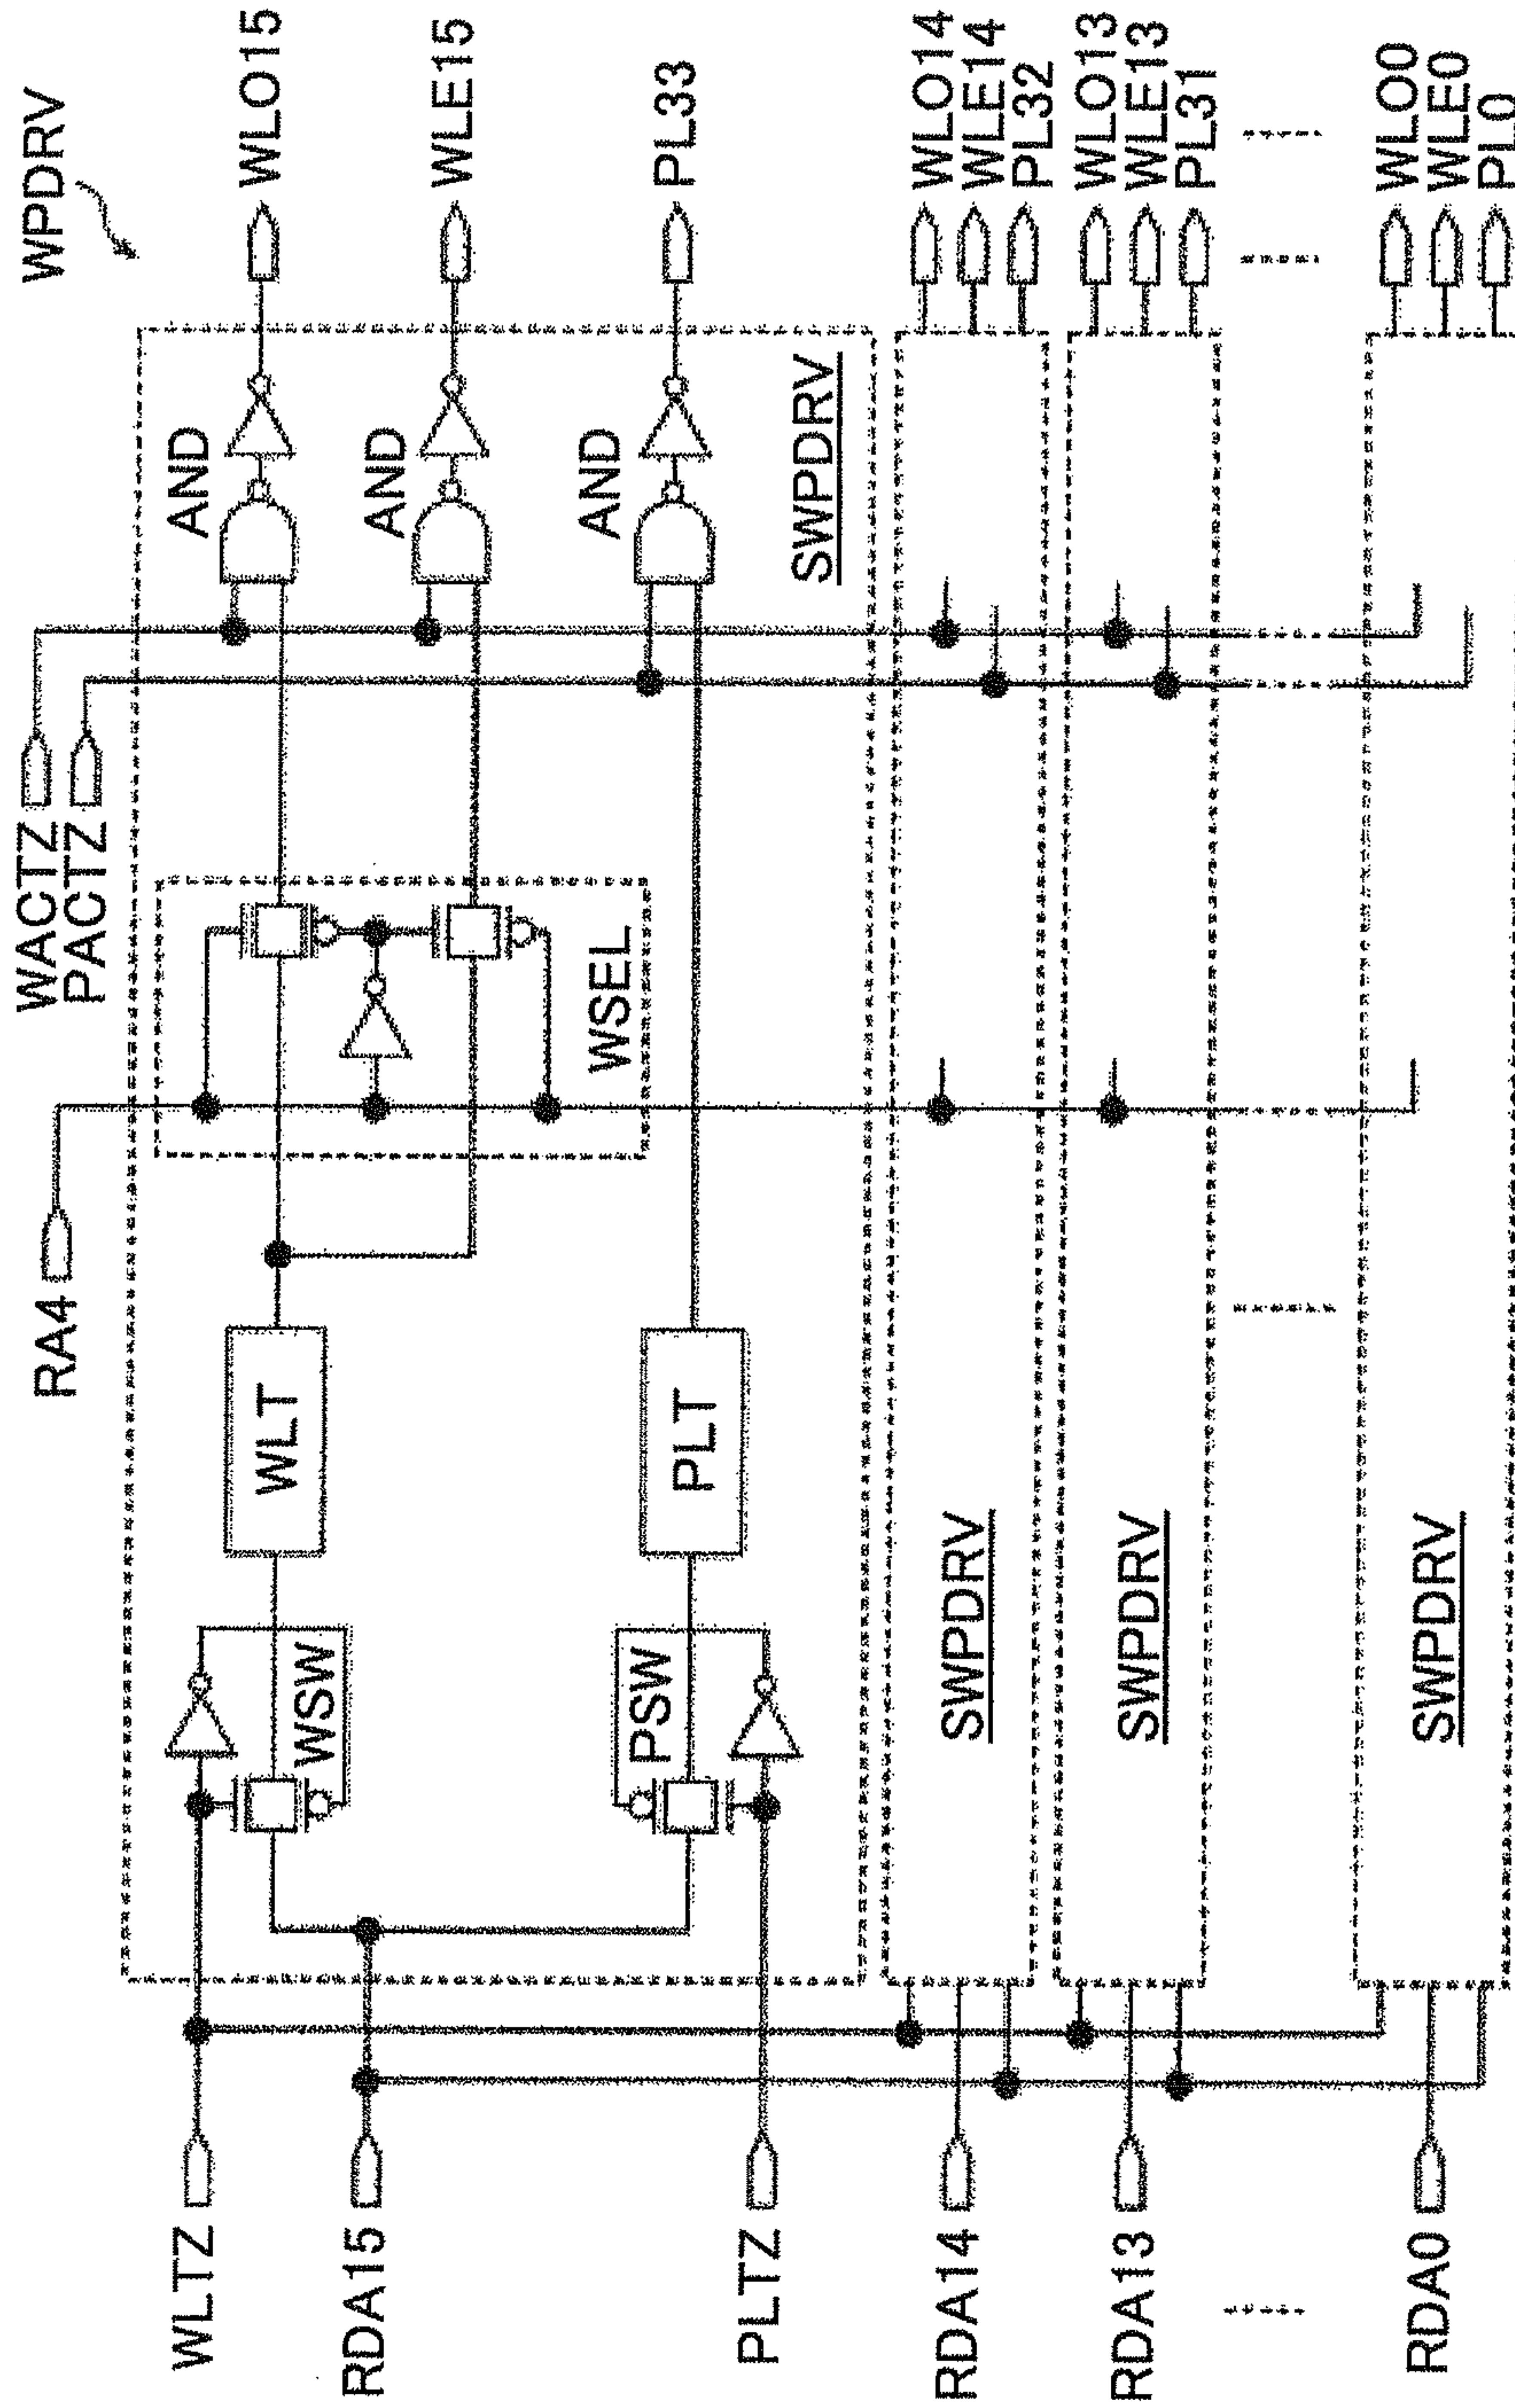 WPDRV
WACTZ
PACTZ
RA4
WLTZ
WSW
WLT
WSEL
AND
WLO15
AND
WLE15
RDA15
PSW
PLT
AND
PL33
PLTZ
SWPDRV
RDA14
SWPDRV
WLO14
WLE14
PL32
RDA13
SWPDRV
WLO13
WLE13
PL31
RDA0
SWPDRV
WLO0
WLE0
PL0